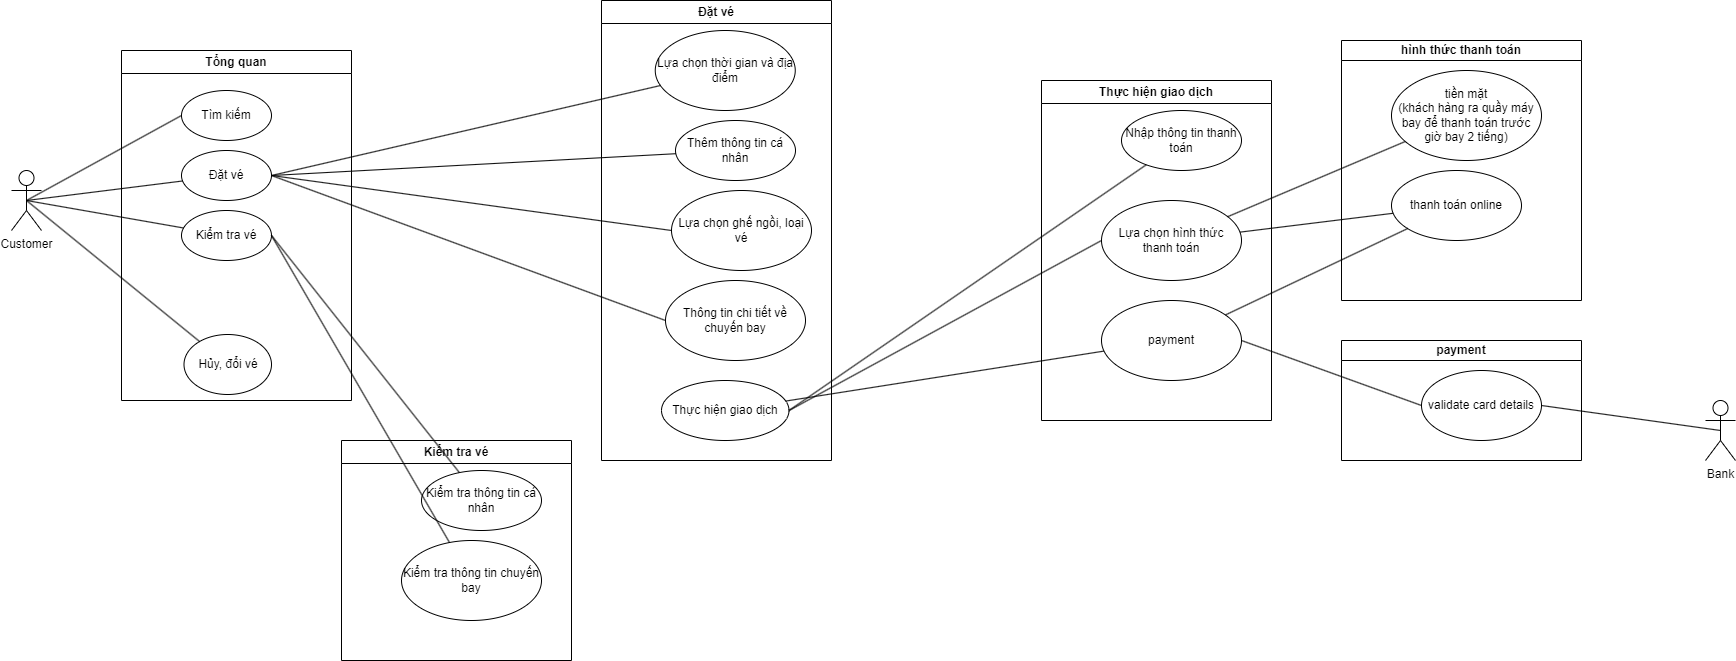 Customer
Tổng quan
Tìm kiếm
Đặt vé
Kiểm tra vé
Hủy, đổi vé
Kiểm tra vé
Kiểm tra thông tin cá
nhân
Kiểm tra thông tin chuyến
bay
Đặt vé
Lựa chọn thời gian và địa
điểm
Thêm thông tin cá
nhân
Lựa chọn ghế ngồi, loại
vé
Thông tin chi tiết về
chuyến bay
Thực hiện giao dịch
Thực hiện giao dịch
Nhập thông tin thanh
toán
Lựa chọn hình thức
thanh toán
payment
hình thức thanh toán
tiền mặt
(khách hàng ra quầy máy
bay để thanh toán trước
giờ bay 2 tiếng)
thanh toán online
payment
validate card details
Bank